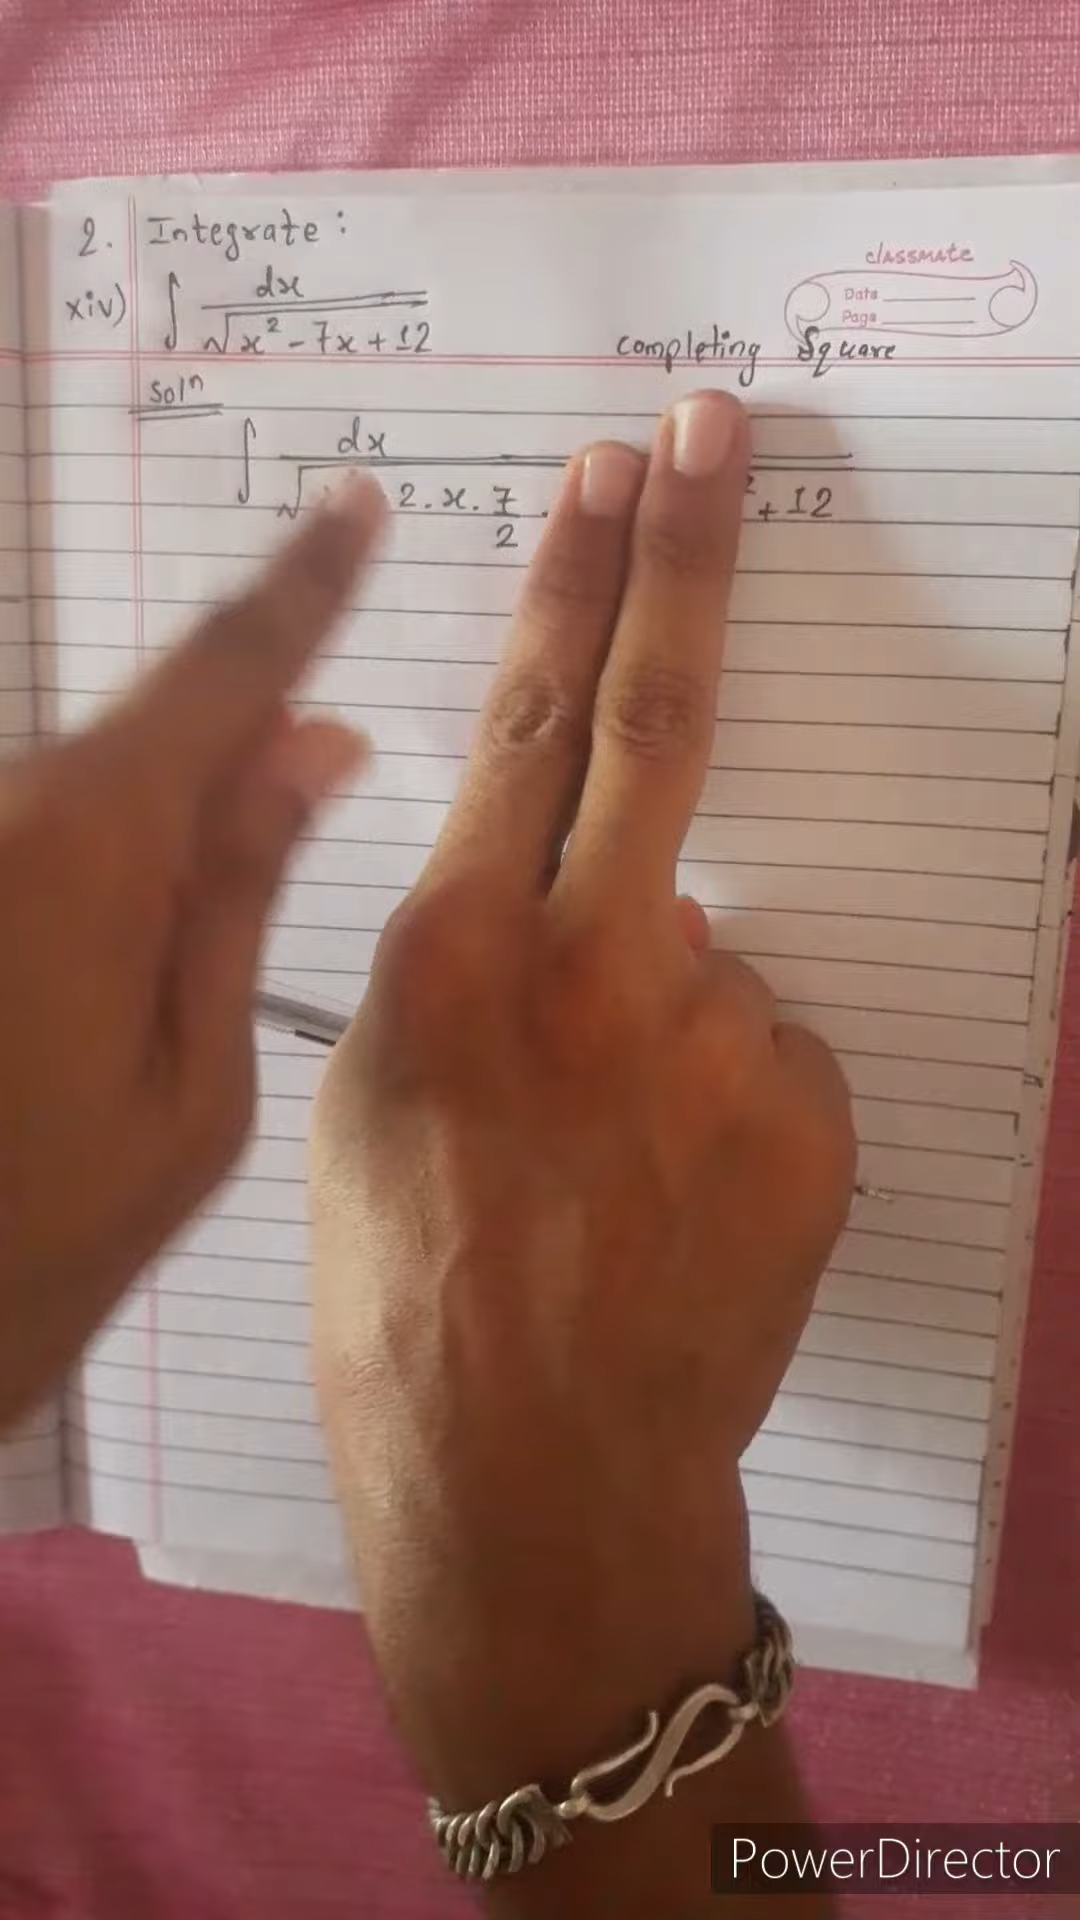 2. Integrate:
xiv) ∫ dx / √x² - 7x + 12
classmate
Date
Page
completing Square
Solⁿ
∫ dx / √ 2.x.7/2 ² + 12
PowerDirector